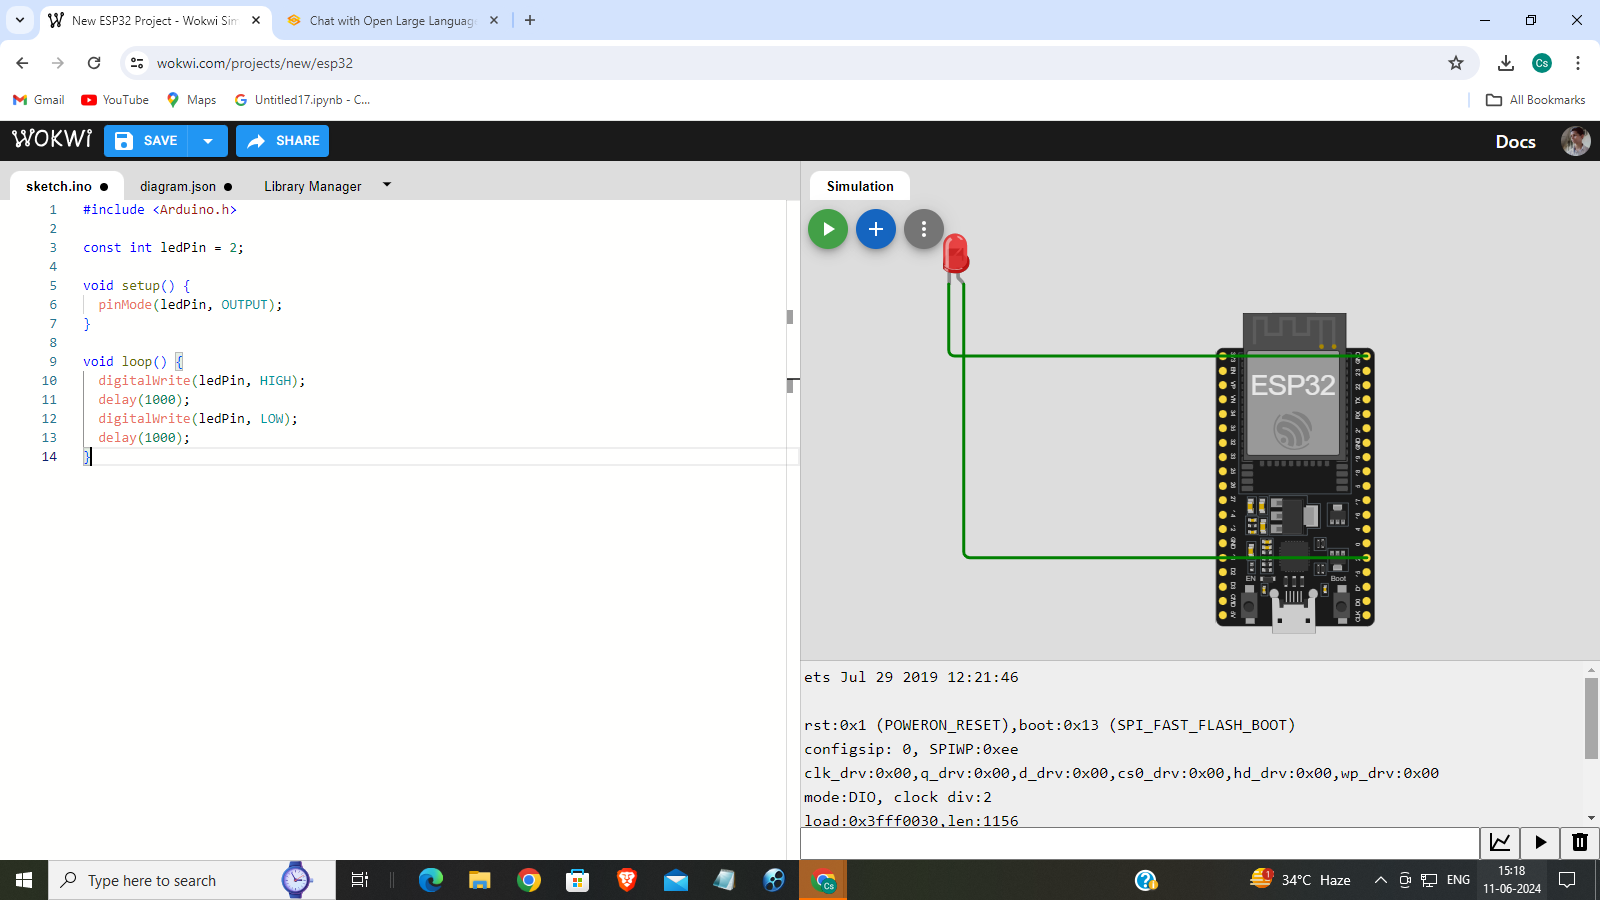 New ESP32 Project - Wokwi Sim
Chat with Open Large Language
wokwi.com/projects/new/esp32
Cs
Gmail
YouTube
Maps
Untitled17.ipynb - C...
All Bookmarks
WOKWI
SAVE
SHARE
Docs
sketch.ino
diagram.json
Library Manager
Simulation
1 #include <Arduino.h>
2
3 const int ledPin = 2;
4
5 void setup() {
6 pinMode(ledPin, OUTPUT);
7 }
8
9 void loop() {
10 digitalWrite(ledPin, HIGH);
11 delay(1000);
12 digitalWrite(ledPin, LOW);
13 delay(1000);
14 }
ESP32
EN
Boot
ets Jul 29 2019 12:21:46
rst:0x1 (POWERON_RESET),boot:0x13 (SPI_FAST_FLASH_BOOT)
configsip: 0, SPIWP:0xee
clk_drv:0x00,q_drv:0x00,d_drv:0x00,cs0_drv:0x00,hd_drv:0x00,wp_drv:0x00
mode:DIO, clock div:2
load:0x3fff0030,len:1156
Type here to search
Cs
1
34°C Haze
ENG
15:18
11-06-2024